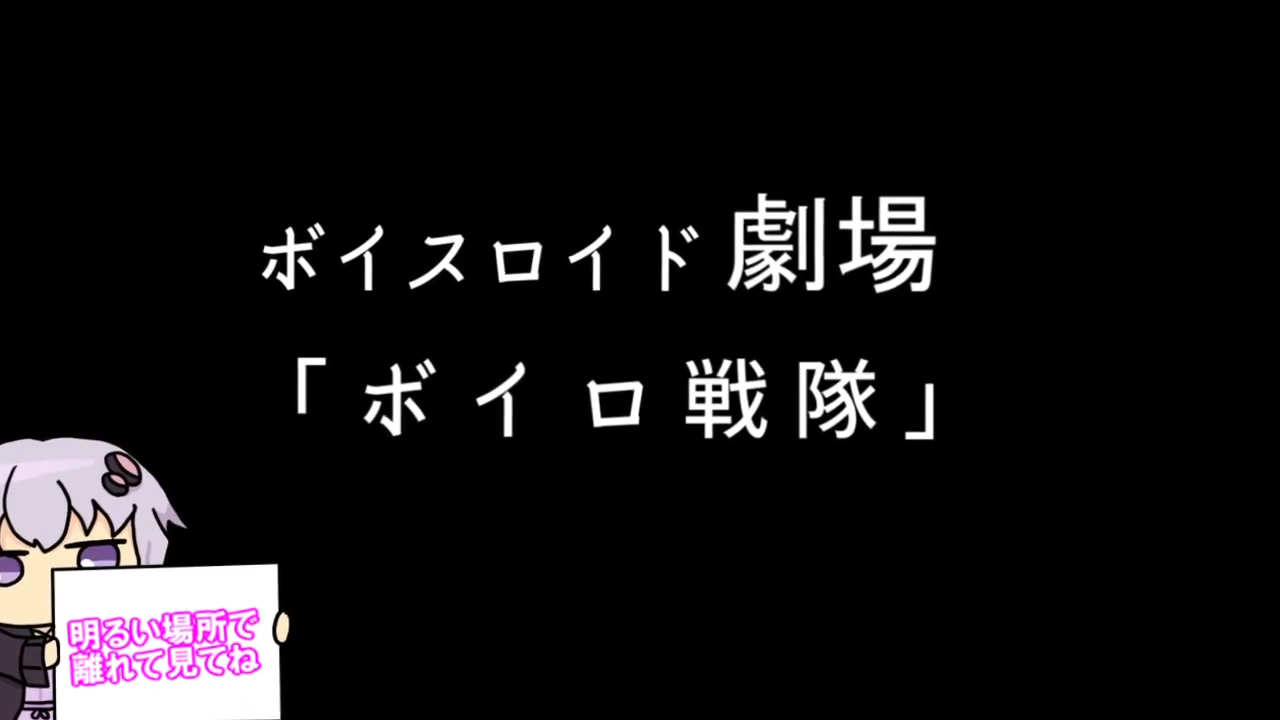 ボイスロイド劇場
「ボイロ戦隊」
明るい場所で
離れて見てね